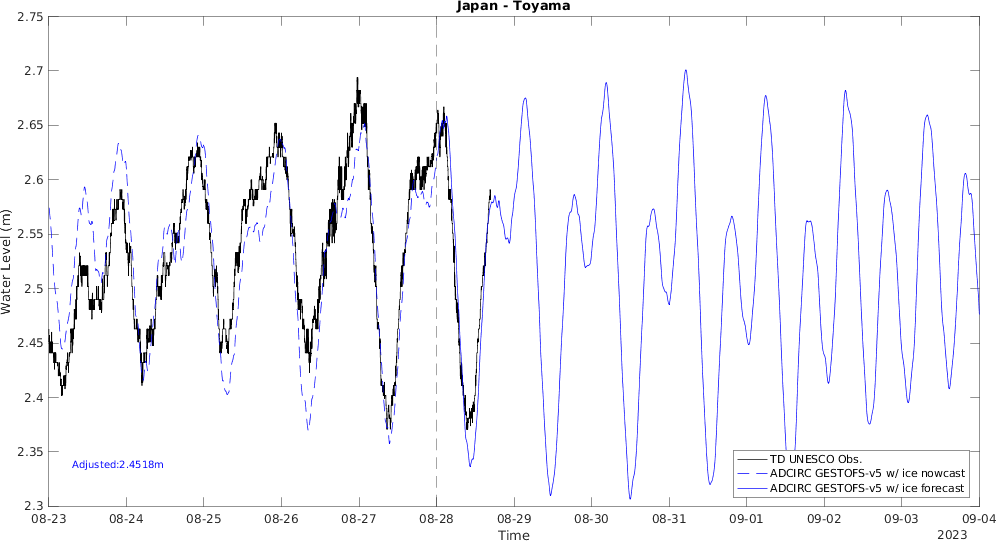 Japan - Toyama
2.75
2.7
2.65
2.6
2.55
2.5
2.45
2.4
2.35
2.3
Water Level (m)
Adjusted:2.4518m
TD UNESCO Obs.
ADCIRC GESTOFS-v5 w/ ice nowcast
ADCIRC GESTOFS-v5 w/ ice forecast
08-23 08-24 08-25 08-26 08-27 08-28 08-29 08-30 08-31 09-01 09-02 09-03 09-04
Time
2023